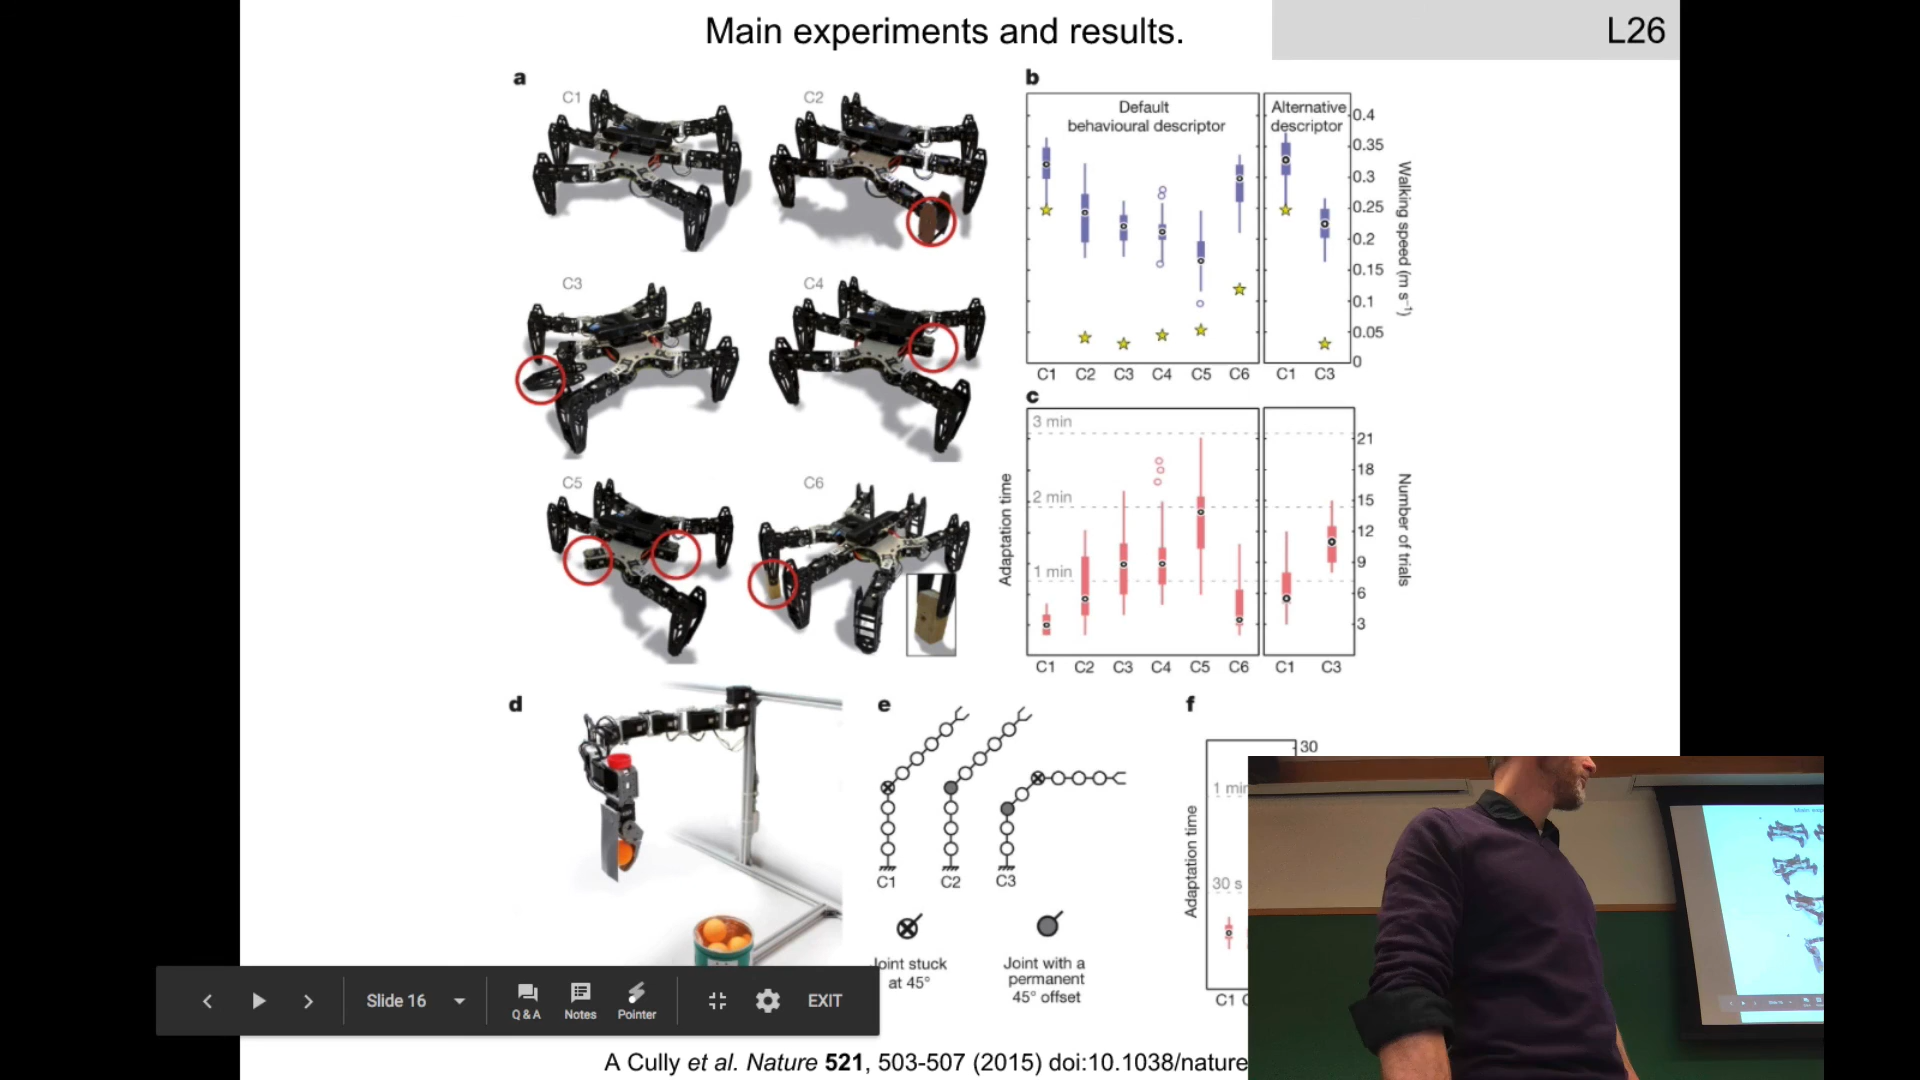 Main experiments and results.
L26
a
C1
C2
C3
C4
C5
C6
b
Default
behavioural descriptor
Alternative
descriptor
0.4
0.35
0.3
0.25
0.2
0.15
0.1
0.05
0
Walking speed (m s⁻¹)
C1 C2 C3 C4 C5 C6 C1 C3
c
3 min
2 min
1 min
Adaptation time
21
18
15
12
9
6
3
Number of trials
C1 C2 C3 C4 C5 C6 C1 C3
d
e
C1 C2 C3
Joint stuck
at 45°
Joint with a
permanent
45° offset
f
30
1 min
30 s
Adaptation time
C1
Slide 16
Q & A
Notes
Pointer
EXIT
A Cully et al. Nature 521, 503-507 (2015) doi:10.1038/nature